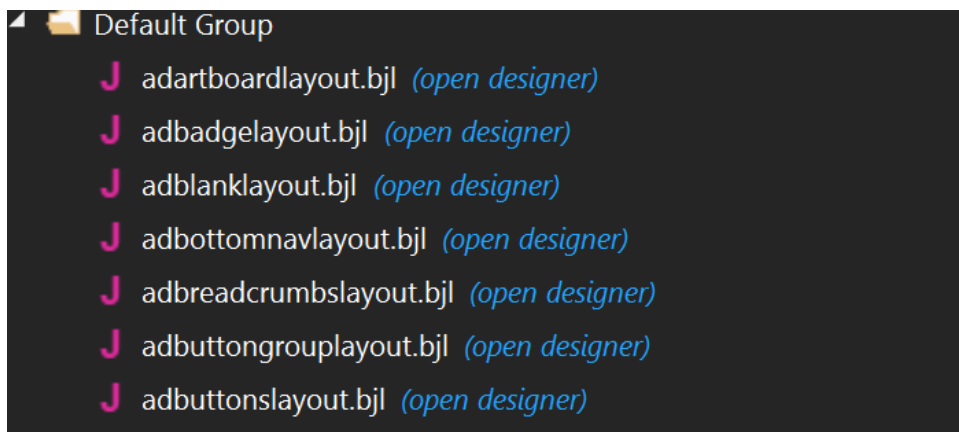 Default Group
J adartboardlayout.bjl (open designer)
J adbadgelayout.bjl (open designer)
J adblanklayout.bjl (open designer)
J adbottomnavlayout.bjl (open designer)
J adbreadcrumbslayout.bjl (open designer)
J adbuttongrouplayout.bjl (open designer)
J adbuttonslayout.bjl (open designer)